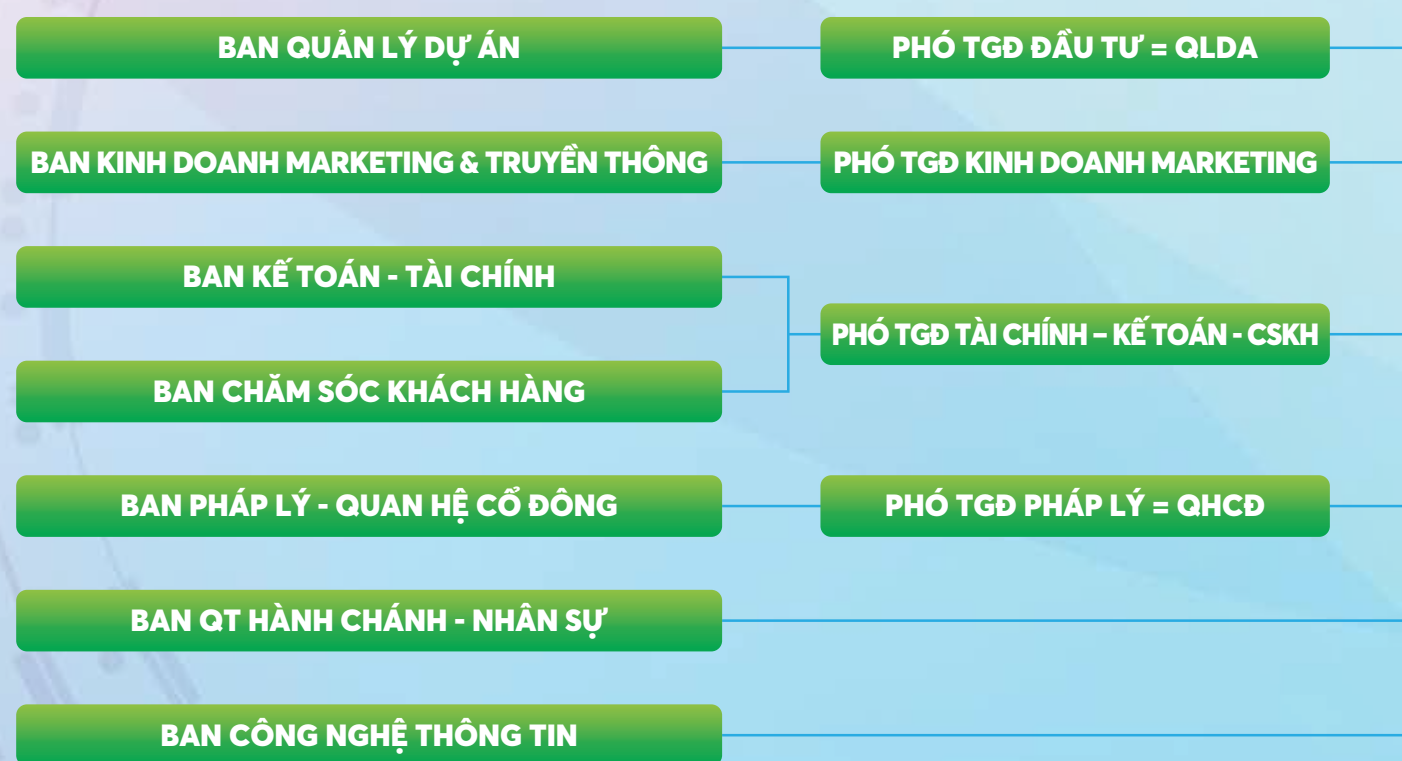 BAN QUẢN LÝ DỰ ÁN
PHÓ TGĐ ĐẦU TƯ = QLDA
BAN KINH DOANH MARKETING & TRUYỀN THÔNG
PHÓ TGĐ KINH DOANH MARKETING
BAN KẾ TOÁN - TÀI CHÍNH
PHÓ TGĐ TÀI CHÍNH – KẾ TOÁN - CSKH
BAN CHĂM SÓC KHÁCH HÀNG
BAN PHÁP LÝ - QUAN HỆ CỔ ĐÔNG
PHÓ TGĐ PHÁP LÝ = QHCĐ
BAN QT HÀNH CHÁNH - NHÂN SỰ
BAN CÔNG NGHỆ THÔNG TIN